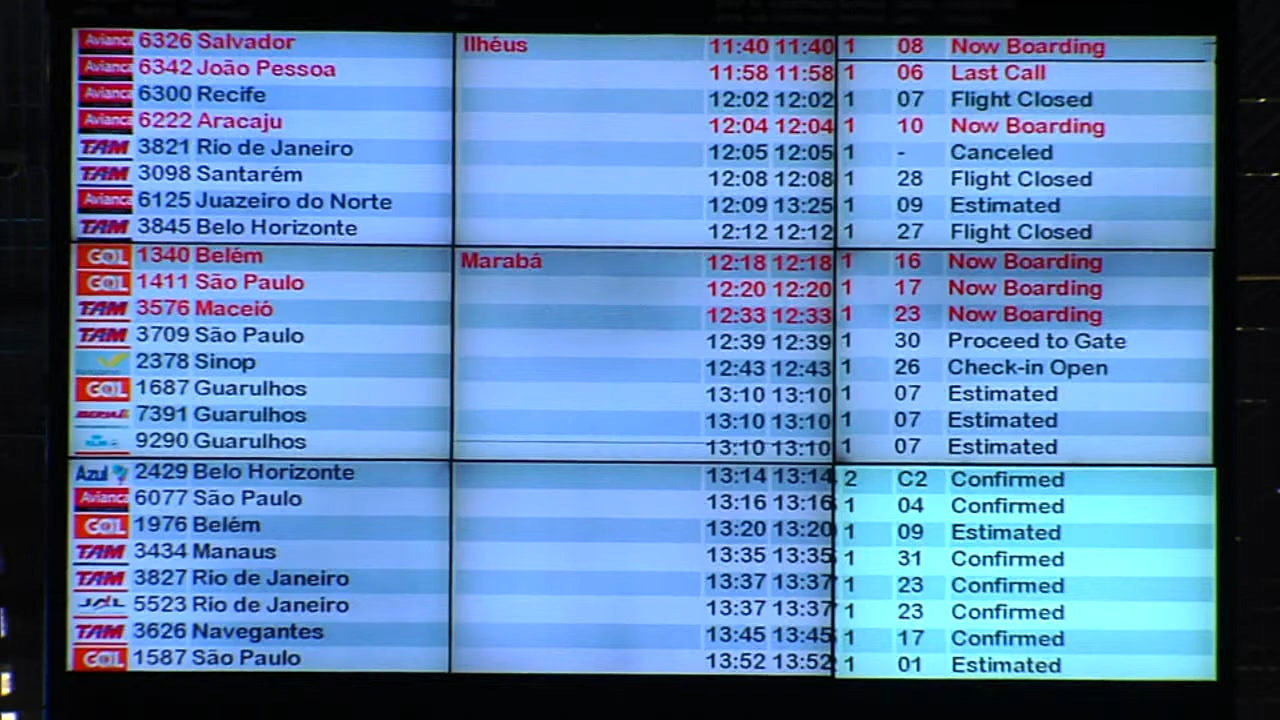 Avianca 6326 Salvador Ilhéus 11:40 11:40 1 08 Now Boarding
Avianca 6342 João Pessoa 11:58 11:58 1 06 Last Call
Avianca 6300 Recife 12:02 12:02 1 07 Flight Closed
Avianca 6222 Aracaju 12:04 12:04 1 10 Now Boarding
TAM 3821 Rio de Janeiro 12:05 12:05 1 - Canceled
TAM 3098 Santarém 12:08 12:08 1 28 Flight Closed
Avianca 6125 Juazeiro do Norte 12:09 13:25 1 09 Estimated
TAM 3845 Belo Horizonte 12:12 12:12 1 27 Flight Closed
GOL 1340 Belém Marabá 12:18 12:18 1 16 Now Boarding
GOL 1411 São Paulo 12:20 12:20 1 17 Now Boarding
TAM 3576 Maceió 12:33 12:33 1 23 Now Boarding
TAM 3709 São Paulo 12:39 12:39 1 30 Proceed to Gate
2378 Sinop 12:43 12:43 1 26 Check-in Open
GOL 1687 Guarulhos 13:10 13:10 1 07 Estimated
7391 Guarulhos 13:10 13:10 1 07 Estimated
9290 Guarulhos 13:10 13:10 1 07 Estimated
Azul 2429 Belo Horizonte 13:14 13:14 2 C2 Confirmed
Avianca 6077 São Paulo 13:16 13:16 1 04 Confirmed
GOL 1976 Belém 13:20 13:20 1 09 Estimated
TAM 3434 Manaus 13:35 13:35 1 31 Confirmed
TAM 3827 Rio de Janeiro 13:37 13:37 1 23 Confirmed
JAL 5523 Rio de Janeiro 13:37 13:37 1 23 Confirmed
TAM 3626 Navegantes 13:45 13:45 1 17 Confirmed
GOL 1587 São Paulo 13:52 13:52 1 01 Estimated